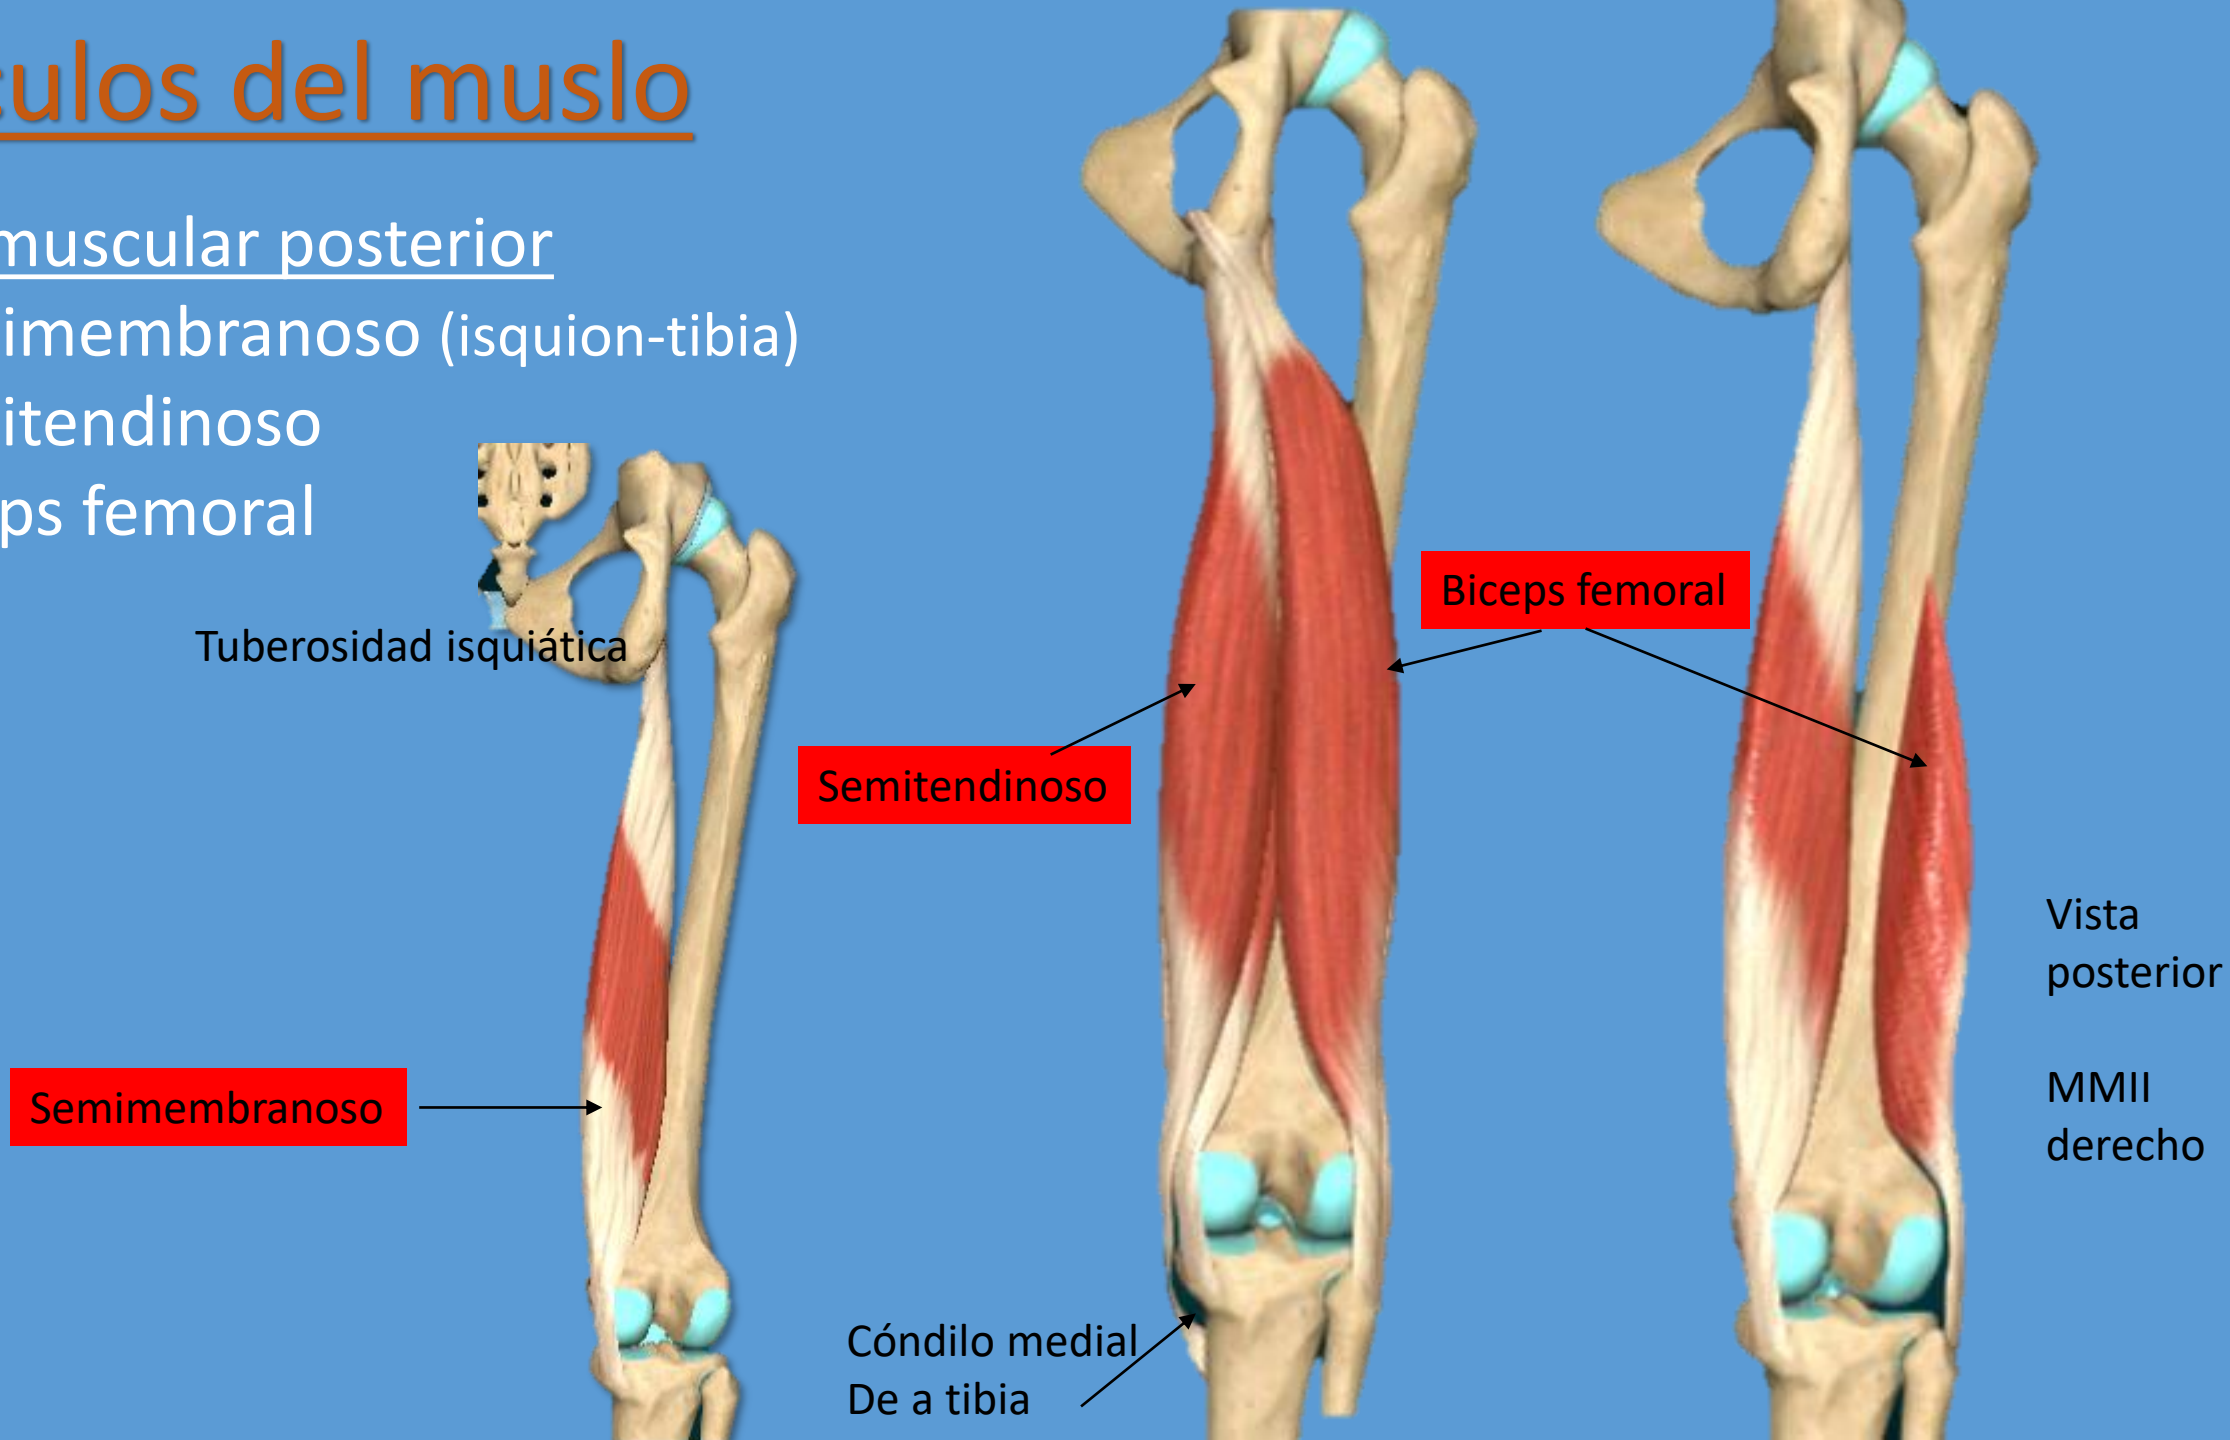 culos del muslo
muscular posterior
imembranoso (isquion-tibia)
itendinoso
ps femoral
Tuberosidad isquiática
Biceps femoral
Semitendinoso
Semimembranoso
Vista
posterior
MMII
derecho
Cóndilo medial
De a tibia